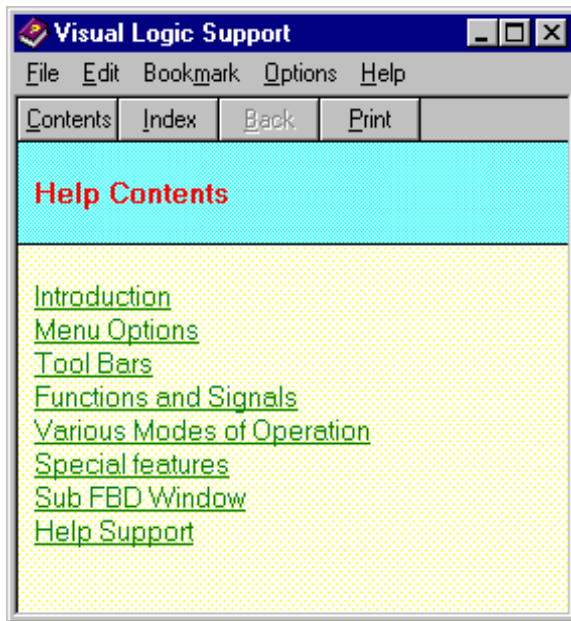 Visual Logic Support
File Edit Bookmark Options Help
Contents Index Back Print
Help Contents
Introduction
Menu Options
Tool Bars
Functions and Signals
Various Modes of Operation
Special features
Sub FBD Window
Help Support